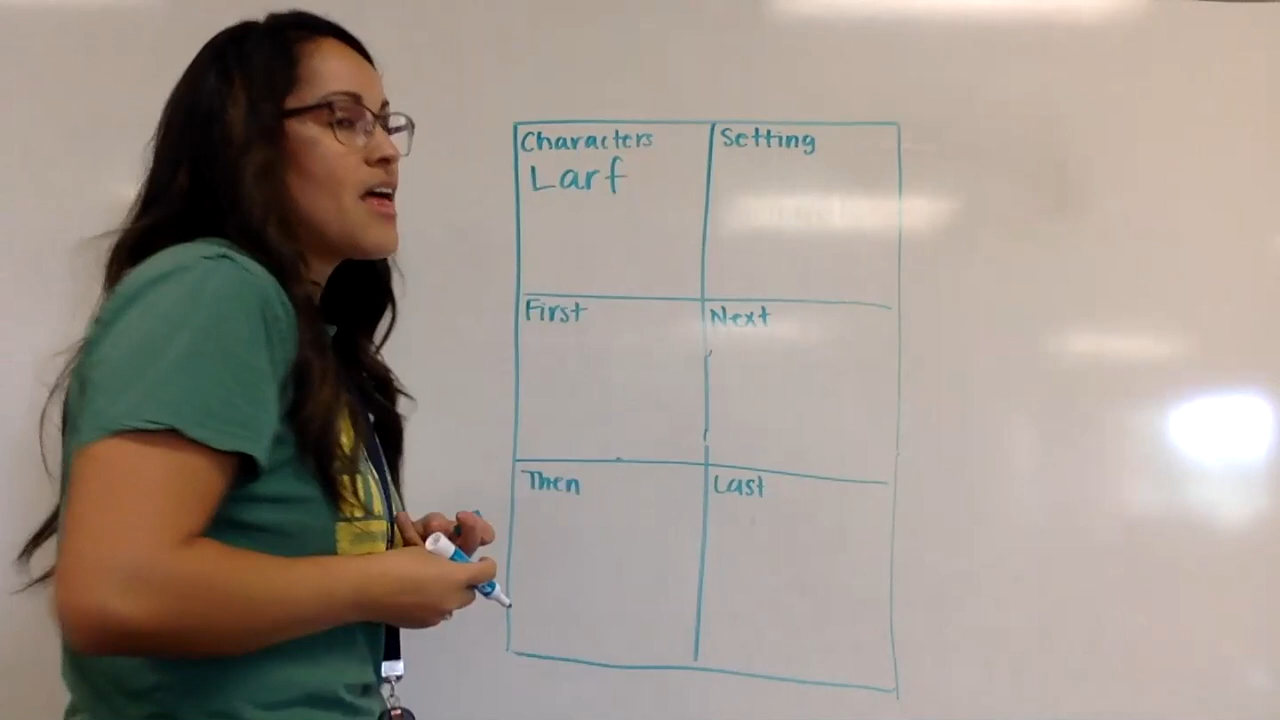 Characters
Larf
Setting
First
Next
Then
Last